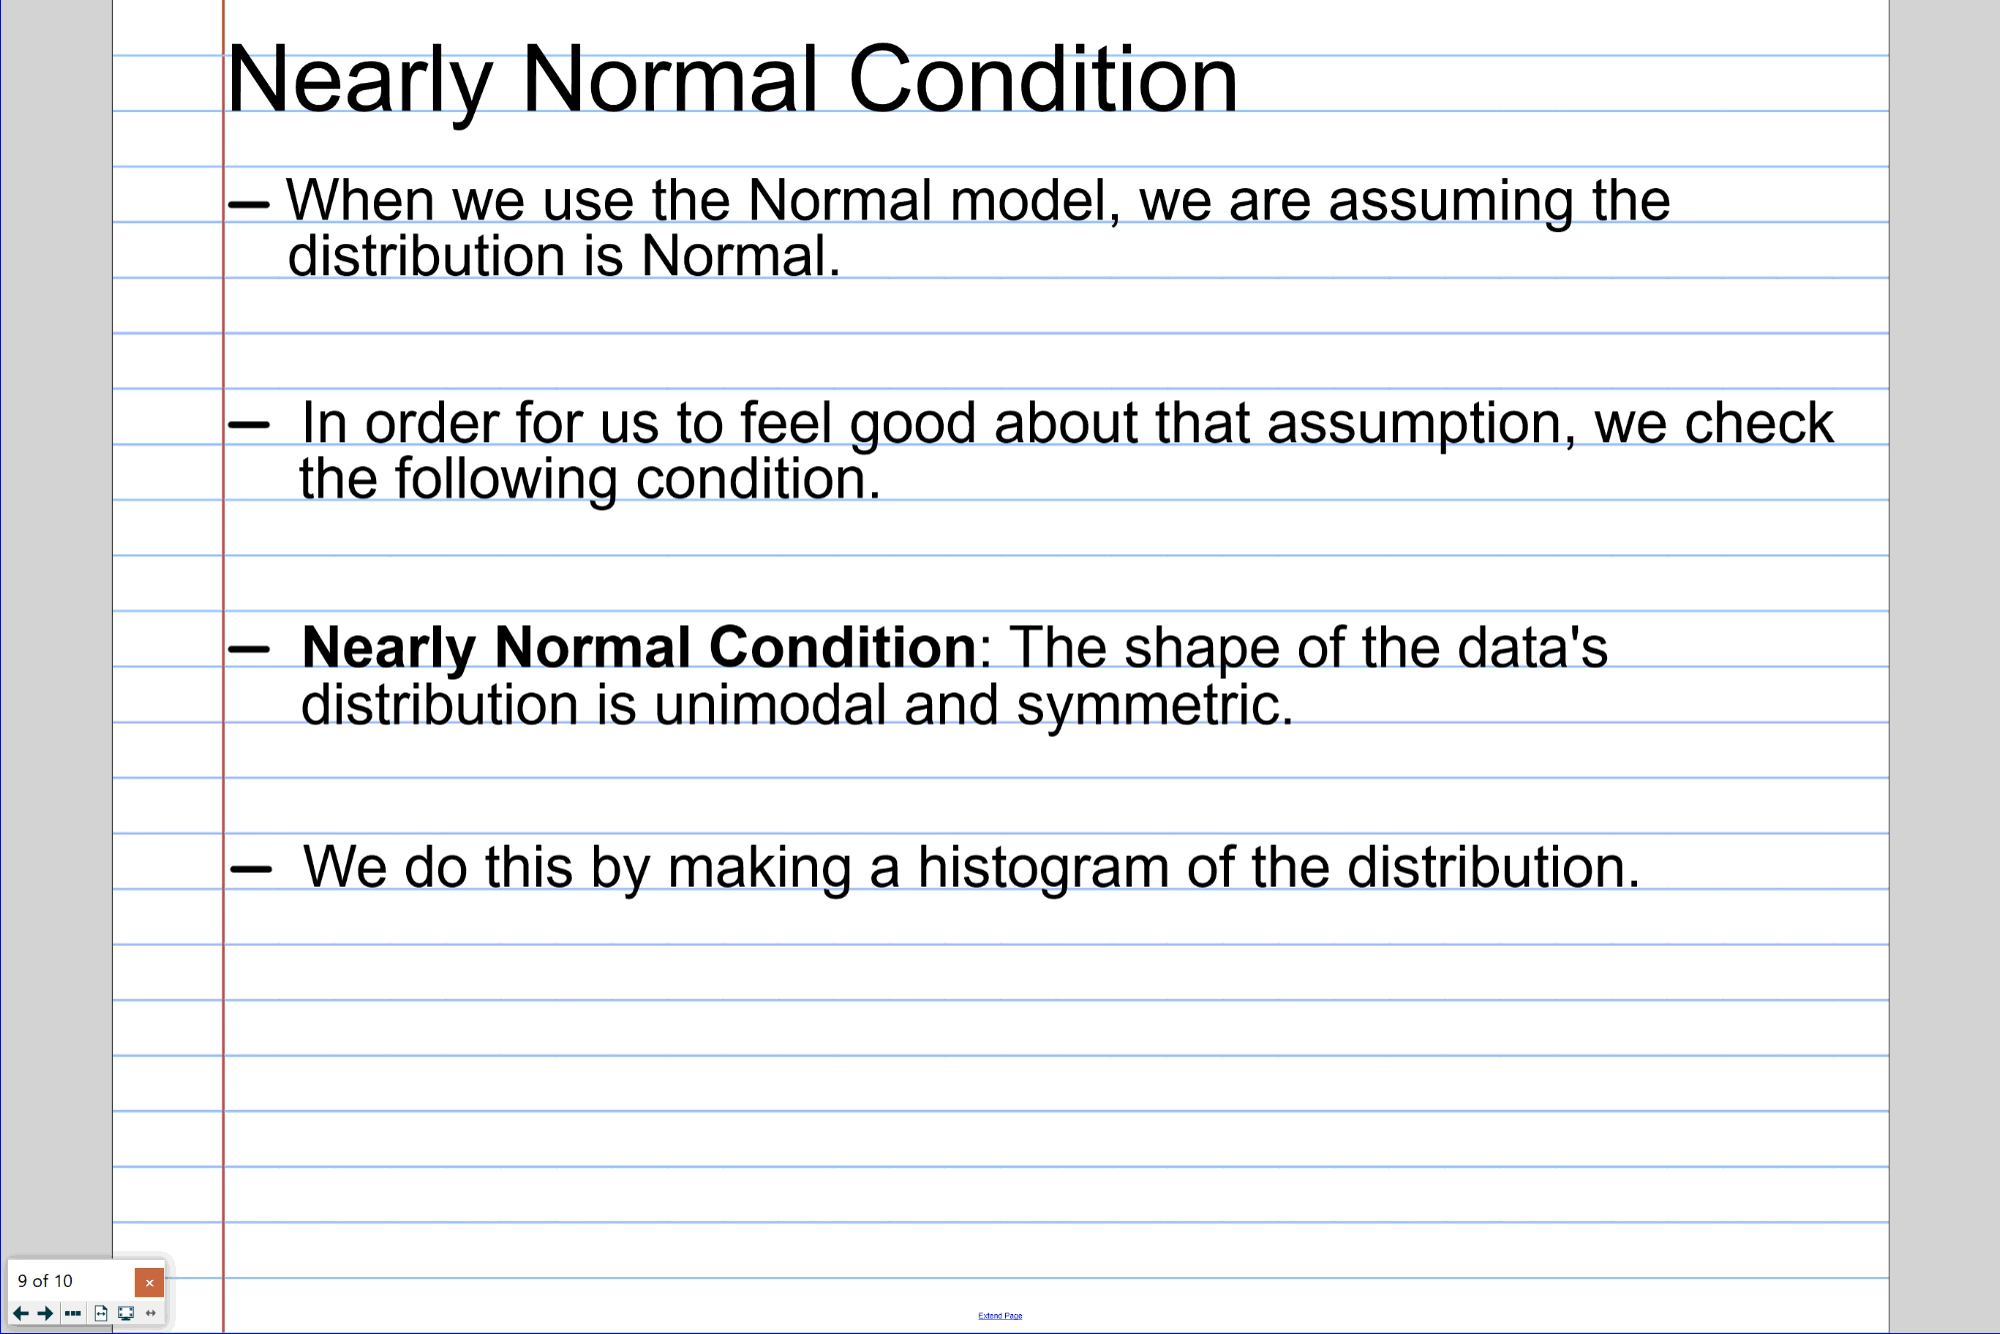 Nearly Normal Condition
– When we use the Normal model, we are assuming the
distribution is Normal.
– In order for us to feel good about that assumption, we check
the following condition.
– Nearly Normal Condition: The shape of the data's
distribution is unimodal and symmetric.
– We do this by making a histogram of the distribution.
9 of 10
Extend Page